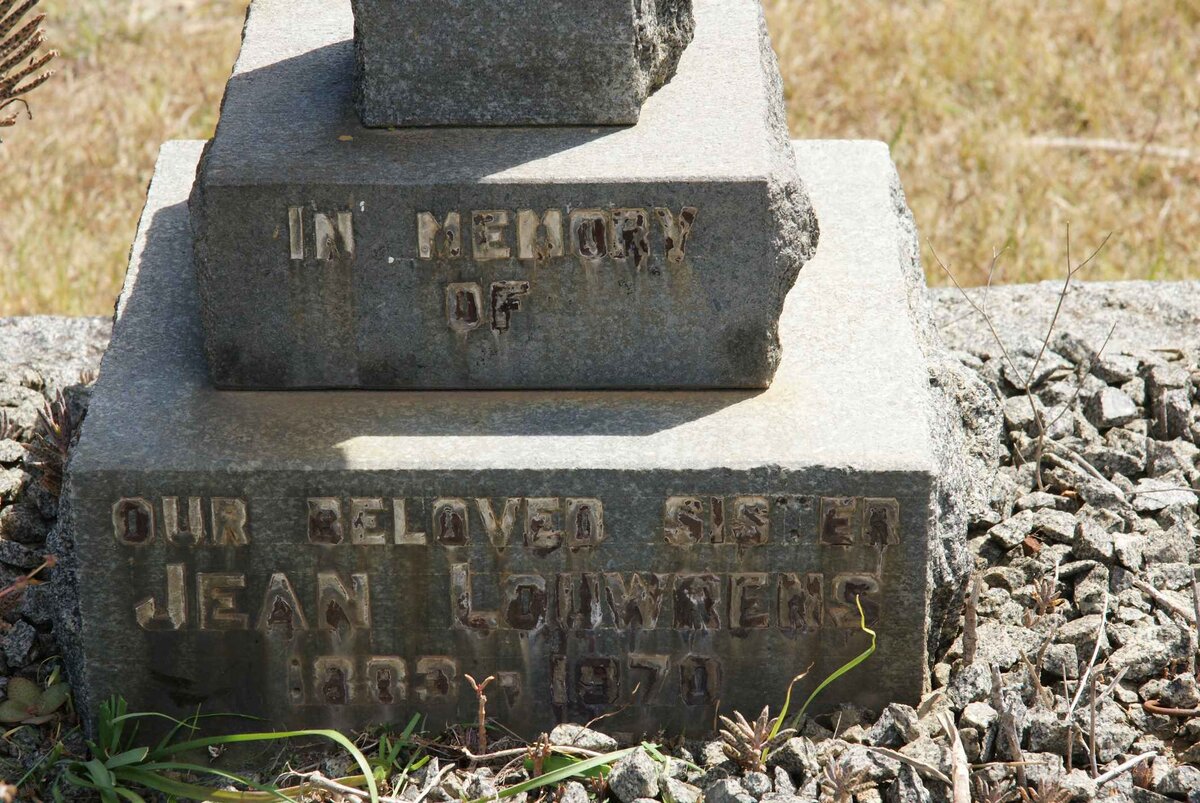 IN MEMORY
OF
OUR BELOVED SISTER
JEAN LOUWRENS
1970